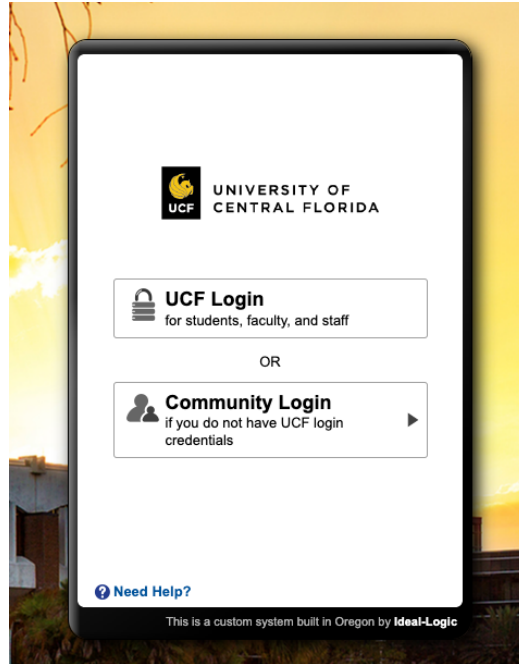 UCF
UNIVERSITY OF
CENTRAL FLORIDA
UCF Login
for students, faculty, and staff
OR
Community Login
if you do not have UCF login
credentials
? Need Help?
This is a custom system built in Oregon by Ideal-Logic